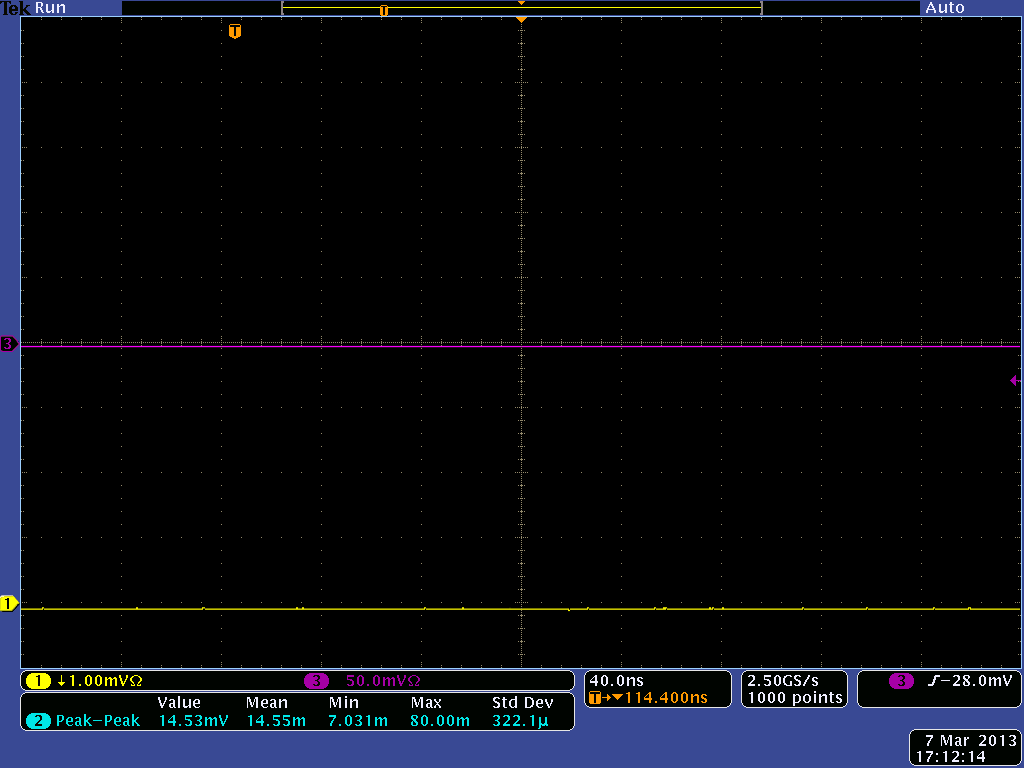 Tek Run Auto
T
T
3
1
1 ↓1.00mVΩ 3 50.0mVΩ
40.0ns
T→▼114.400ns
2.50GS/s
1000 points
3 ʃ−28.0mV
Value Mean Min Max Std Dev
2 Peak−Peak 14.53mV 14.55m 7.031m 80.00m 322.1µ
7 Mar 2013
17:12:14